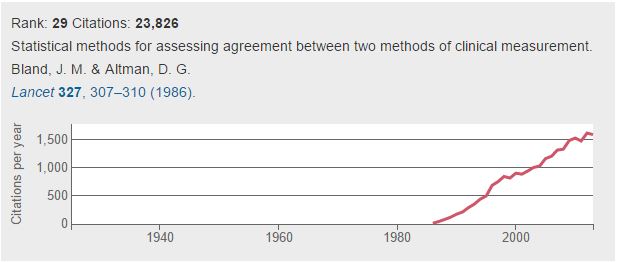 Rank: 29 Citations: 23,826
Statistical methods for assessing agreement between two methods of clinical measurement.
Bland, J. M. & Altman, D. G.
Lancet 327, 307–310 (1986).
Citations per year
1,500
1,000
500
0
1940 1960 1980 2000